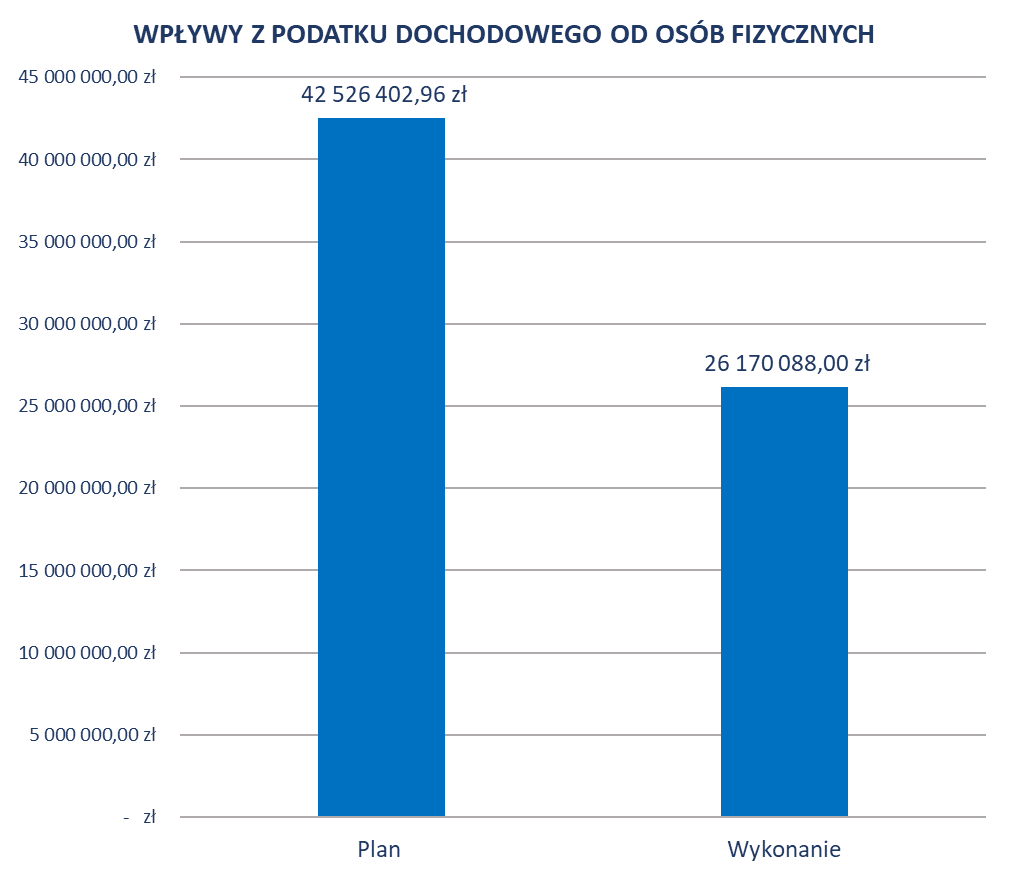 WPŁYWY Z PODATKU DOCHODOWEGO OD OSÓB FIZYCZNYCH
45 000 000,00 zł
42 526 402,96 zł
40 000 000,00 zł
35 000 000,00 zł
30 000 000,00 zł
26 170 088,00 zł
25 000 000,00 zł
20 000 000,00 zł
15 000 000,00 zł
10 000 000,00 zł
5 000 000,00 zł
- zł
Plan
Wykonanie